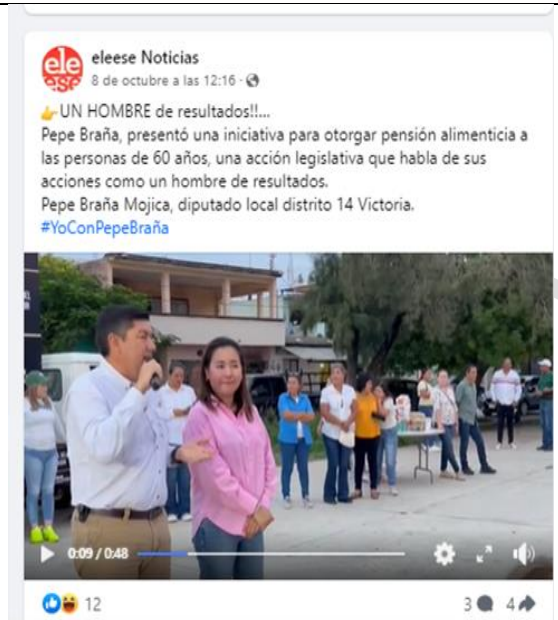 ele
ese
eleese Noticias
8 de octubre a las 12:16 ·
👉UN HOMBRE de resultados!!...
Pepe Braña, presentó una iniciativa para otorgar pensión alimenticia a
las personas de 60 años, una acción legislativa que habla de sus
acciones como un hombre de resultados.
Pepe Braña Mojica, diputado local distrito 14 Victoria.
#YoConPepeBraña
0:09 / 0:48
12
3
4